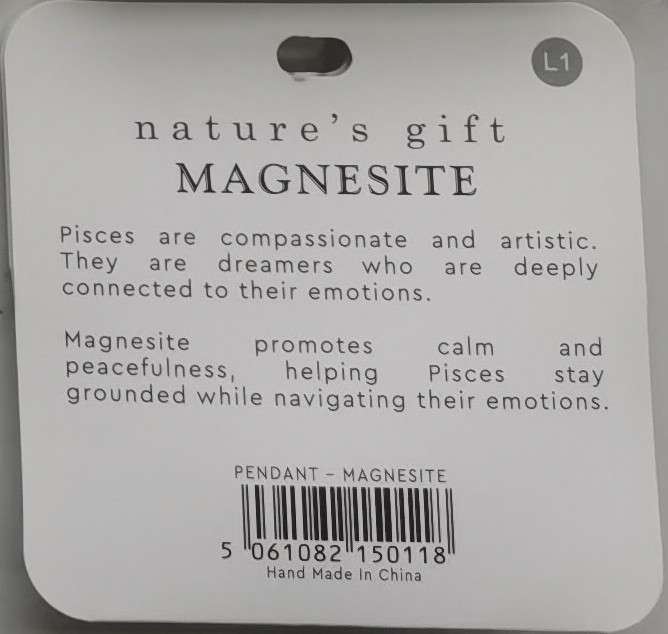 L1
nature's gift
MAGNESITE
Pisces are compassionate and artistic.
They are dreamers who are deeply
connected to their emotions.
Magnesite promotes calm and
peacefulness, helping Pisces stay
grounded while navigating their emotions.
PENDANT - MAGNESITE
5 061082 150118
Hand Made In China